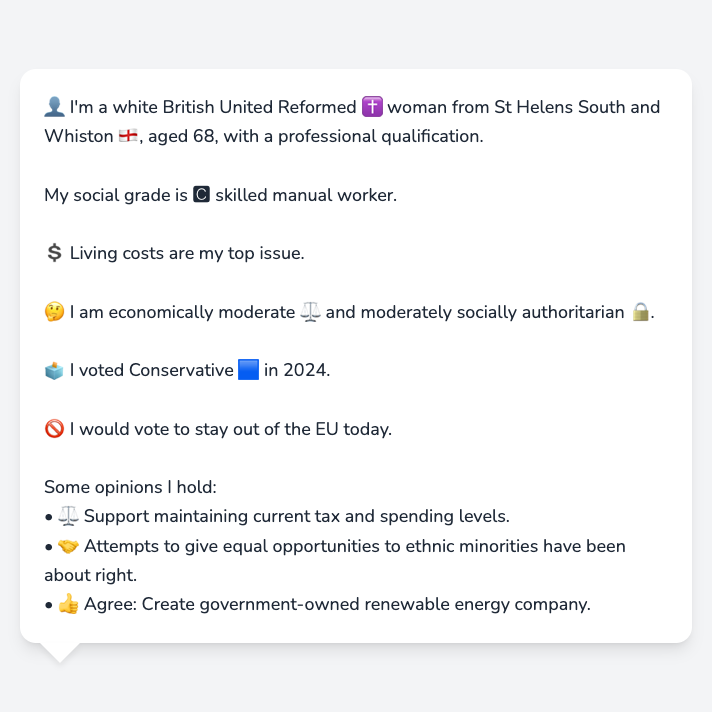 👤 I'm a white British United Reformed ✝️ woman from St Helens South and
Whiston 🏴󠁧󠁢󠁥󠁮󠁧󠁿, aged 68, with a professional qualification.
My social grade is 🅲 skilled manual worker.
💲 Living costs are my top issue.
🤔 I am economically moderate ⚖️ and moderately socially authoritarian 🔒.
🗳️ I voted Conservative 🟦 in 2024.
🚫 I would vote to stay out of the EU today.
Some opinions I hold:
• ⚖️ Support maintaining current tax and spending levels.
• 🤝 Attempts to give equal opportunities to ethnic minorities have been
about right.
• 👍 Agree: Create government-owned renewable energy company.